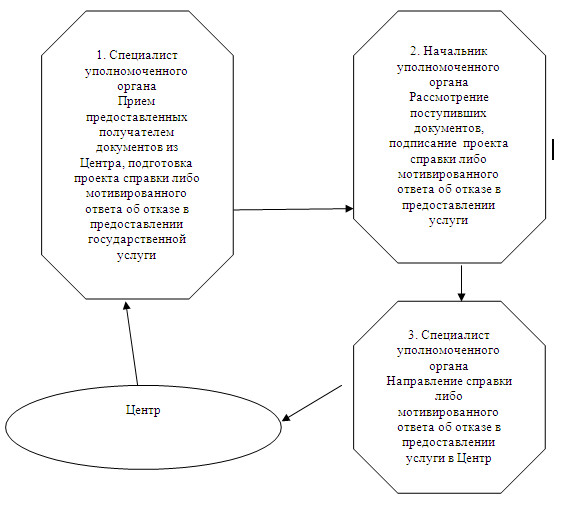 1. Специалист
уполномоченного
органа
Прием
предоставленных
получателем
документов из
Центра, подготовка
проекта справки либо
мотивированного
ответа об отказе в
предоставлении
государственной
услуги
2. Начальник
уполномоченного
органа
Рассмотрение
поступивших
документов,
подписание проекта
справки либо
мотивированного
ответа об отказе в
предоставлении
услуги
3. Специалист
уполномоченного
органа
Направление справки
либо
мотивированного
ответа об отказе в
предоставлении
услуги в Центр
Центр